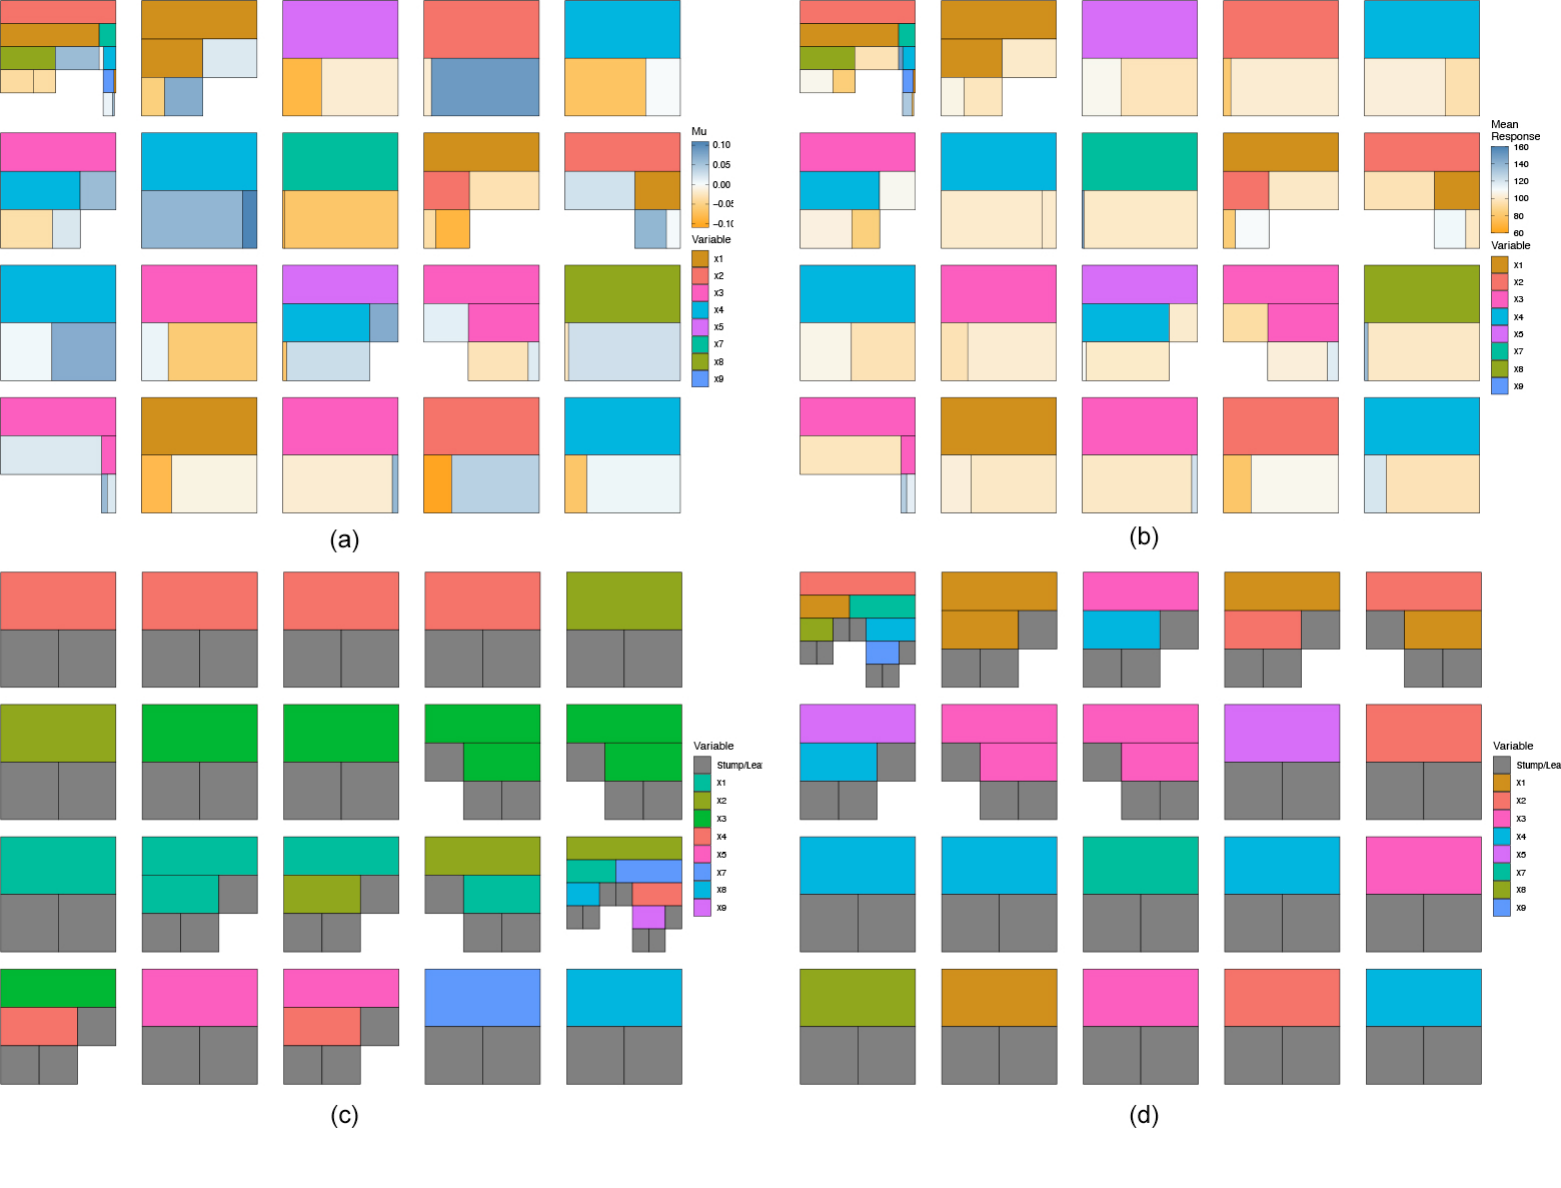 Mu
0.10
0.05
0.00
−0.05
−0.10
Variable
x1
x2
x3
x4
x5
x7
x8
x9
Mean
Response
160
140
120
100
80
60
Variable
X1
X2
X3
X4
X5
X7
X8
X9
(a)
(b)
Variable
Stump/Lea
X1
X2
X3
X4
X5
X7
X8
X9
Variable
Stump/Lea
X1
X2
X3
X4
X5
X7
X8
X9
(c)
(d)